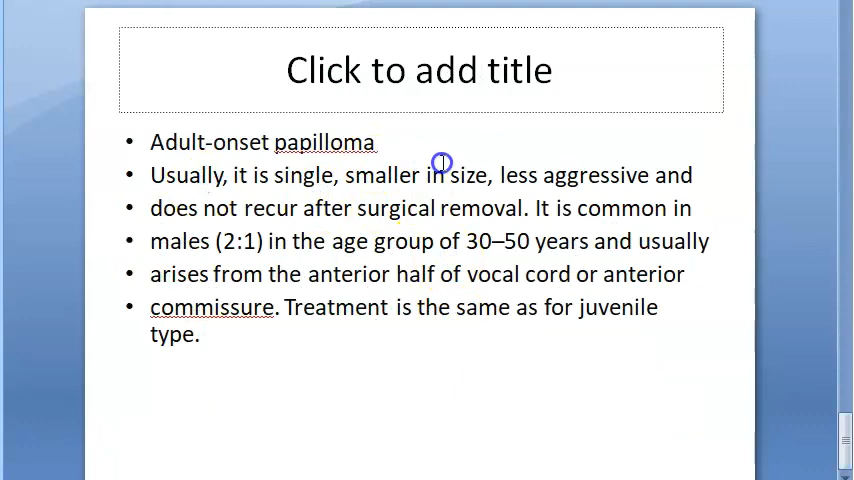 Click to add title
• Adult-onset papilloma
• Usually, it is single, smaller in size, less aggressive and
• does not recur after surgical removal. It is common in
• males (2:1) in the age group of 30–50 years and usually
• arises from the anterior half of vocal cord or anterior
• commissure. Treatment is the same as for juvenile
type.